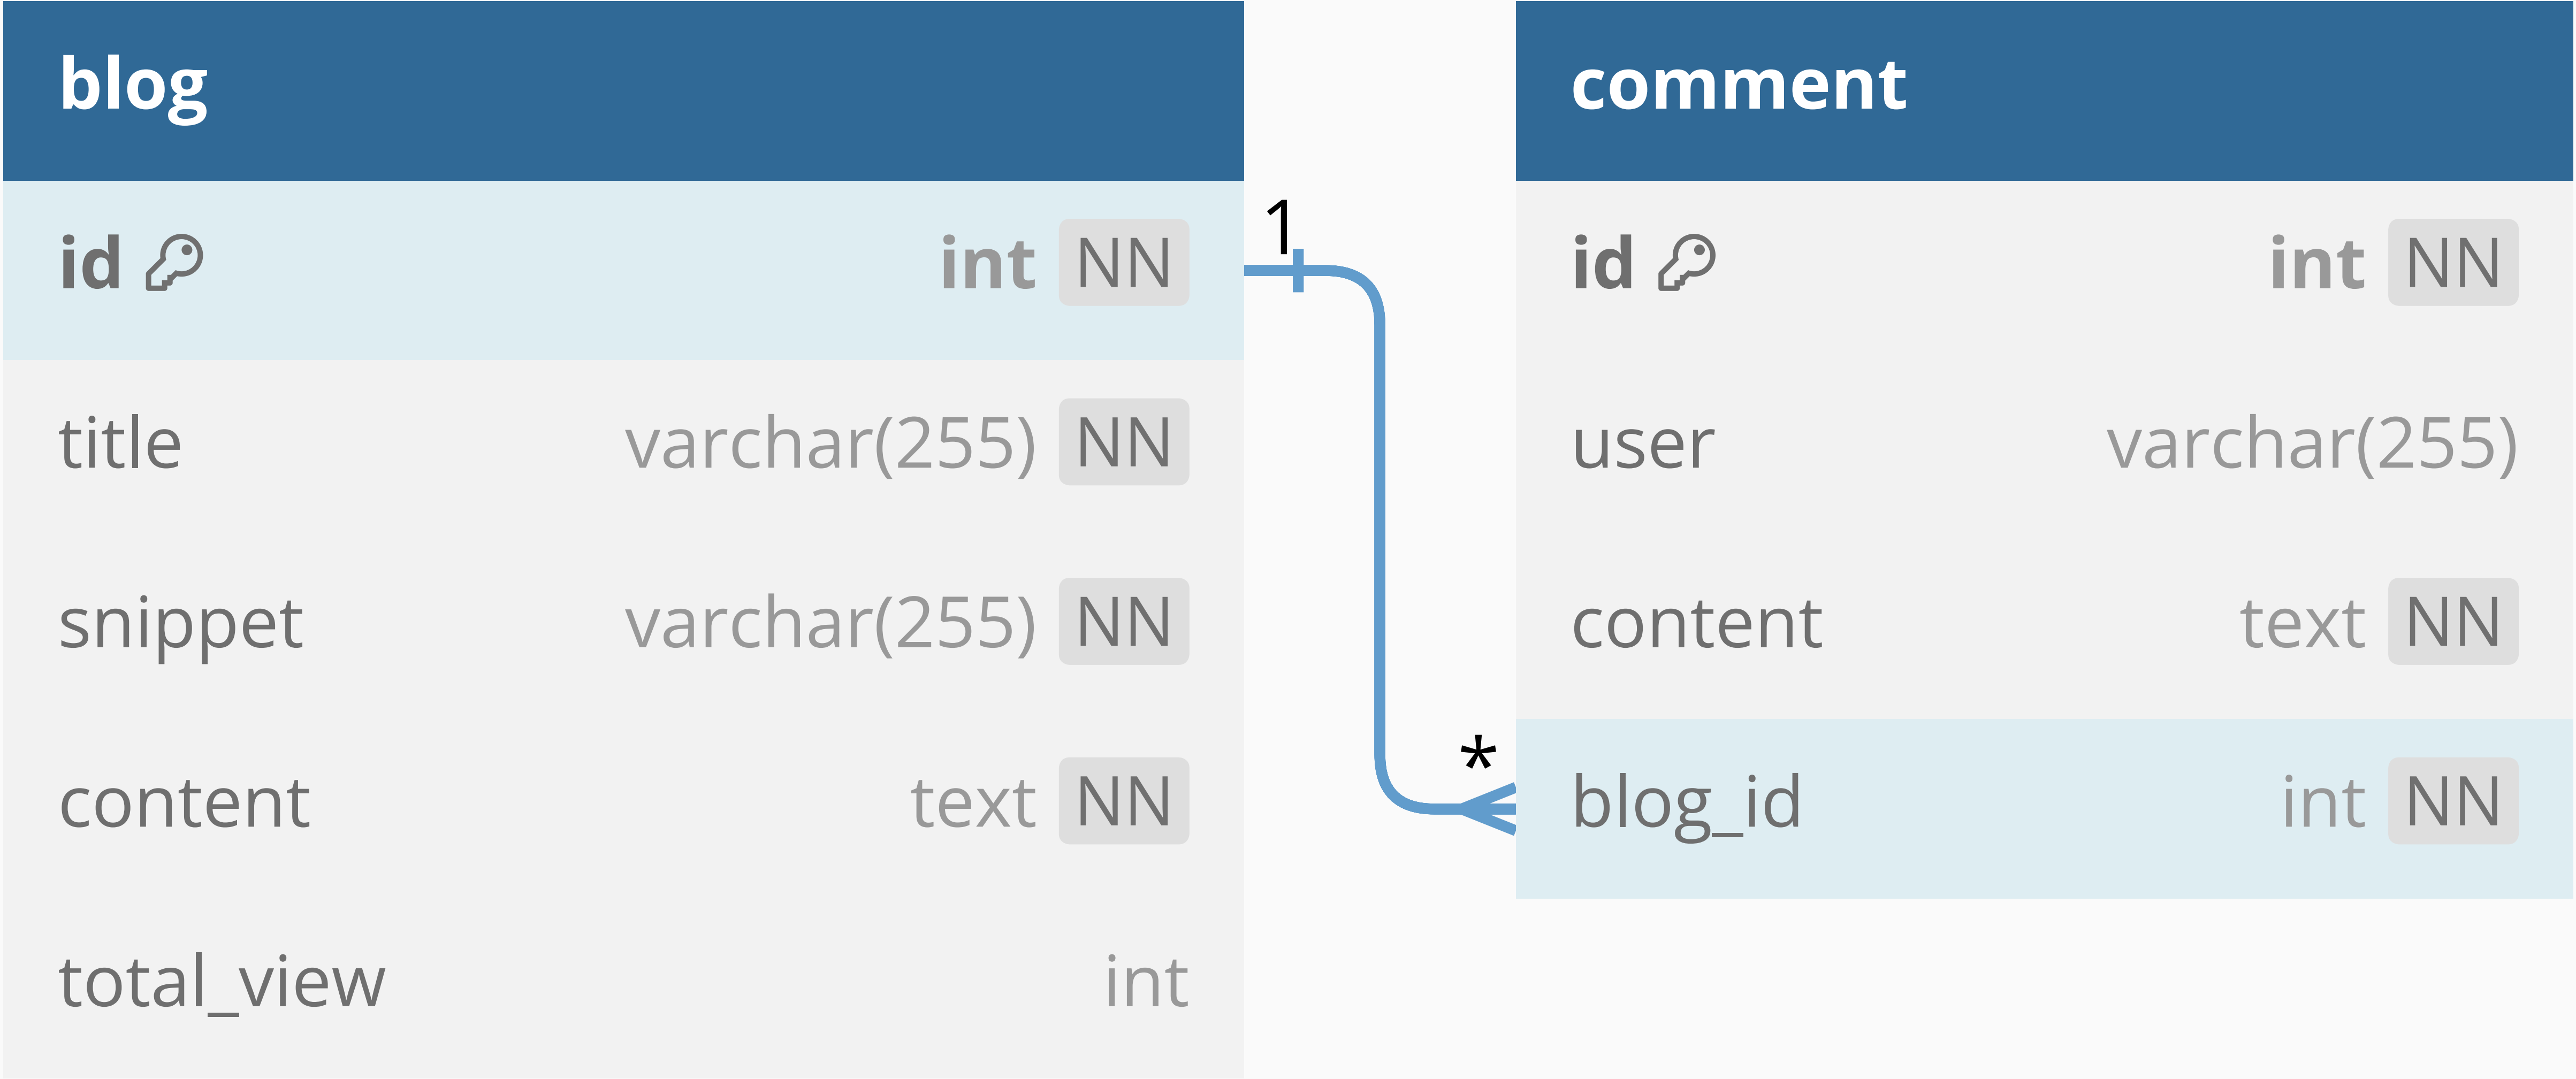 blog
id int NN
title varchar(255) NN
snippet varchar(255) NN
content text NN
total_view int
1
*
comment
id int NN
user varchar(255)
content text NN
blog_id int NN